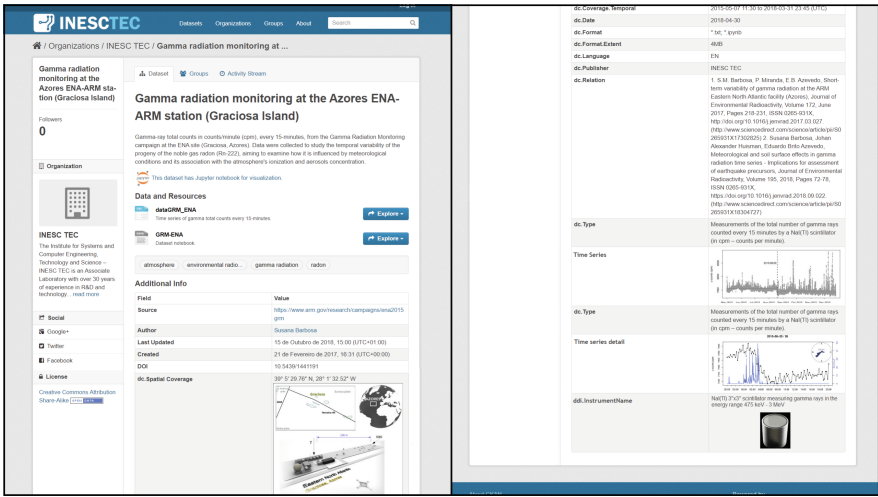 Log in
INESCTEC
Datasets Organizations Groups About Search
/ Organizations / INESC TEC / Gamma radiation monitoring at ...
Gamma radiation
monitoring at the
Azores ENA-ARM sta-
tion (Graciosa Island)
Followers
0
Organization
INESC TEC
The Institute for Systems and
Computer Engineering,
Technology and Science –
INESC TEC is an Associate
Laboratory with over 30 years
of experience in R&D and
technology... read more
Social
Google+
Twitter
Facebook
License
Creative Commons Attribution
Share-Alike OPEN DATA
Dataset Groups Activity Stream
Gamma radiation monitoring at the Azores ENA-
ARM station (Graciosa Island)
Gamma-ray total counts in counts/minute (cpm), every 15-minutes, from the Gamma Radiation Monitoring
campaign at the ENA site (Graciosa, Azores). Data were collected to study the temporal variability of the
progeny of the noble gas radon (Re-222), aiming to examine how it is influenced by meteorological
conditions and its association with the atmosphere's ionization and aerosols concentration.
This dataset has Jupyter notebook for visualization.
Data and Resources
dataGRM_ENA
Time series of gamma total counts every 15-minutes
Explore
GRM-ENA
Dataset notebook
Explore
atmosphere environmental radio... gamma radiation radon
Additional Info
Field Value
Source https://www.arm.gov/research/campaigns/ena2015
grm
Author Susana Barbosa
Last Updated 15 de Outubro de 2018, 15:00 (UTC+01:00)
Created 21 de Fevereiro de 2017, 16:31 (UTC+00:00)
DOI 10.5439/1441191
dc.Spatial Coverage 39° 5' 29.76" N, 28° 1' 32.52" W
Graciosa
AZORES
Eastern North Atlantic
Graciosa, Azores
dc.Coverage.Temporal 2015-05-07 11:30 to 2018-03-31 23:45 (UTC)
dc.Date 2018-04-30
dc.Format *.txt; *.ipynb
dc.Format.Extent 4MB
dc.Language EN
dc.Publisher INESC TEC
dc.Relation 1. S.M. Barbosa, P. Miranda, E.B. Azevedo, Short-
term variability of gamma radiation at the ARM
Eastern North Atlantic facility (Azores), Journal of
Environmental Radioactivity, Volume 172, June
2017, Pages 218-231, ISSN 0265-931X,
http://doi.org/10.1016/j.jenvrad.2017.03.027.
(http://www.sciencedirect.com/science/article/pii/S0
265931X17302825) 2. Susana Barbosa, Johan
Alexander Huisman, Eduardo Brito Azevedo,
Meteorological and soil surface effects in gamma
radiation time series - Implications for assessment
of earthquake precursors, Journal of Environmental
Radioactivity, Volume 195, 2018, Pages 72-78,
ISSN 0265-931X,
https://doi.org/10.1016/j.jenvrad.2018.09.022.
(http://www.sciencedirect.com/science/article/pii/S0
265931X18304727)
dc.Type Measurements of the total number of gamma rays
counted every 15 minutes by a NaI(Tl) scintillator
(in cpm – counts per minute).
Time Series
dc.Type Measurements of the total number of gamma rays
counted every 15 minutes by a NaI(Tl) scintillator
(in cpm – counts per minute).
Time series detail
ddi.InstrumentName NaI(Tl) 3"x3" scintillator measuring gamma rays in the
energy range 475 keV - 3 MeV